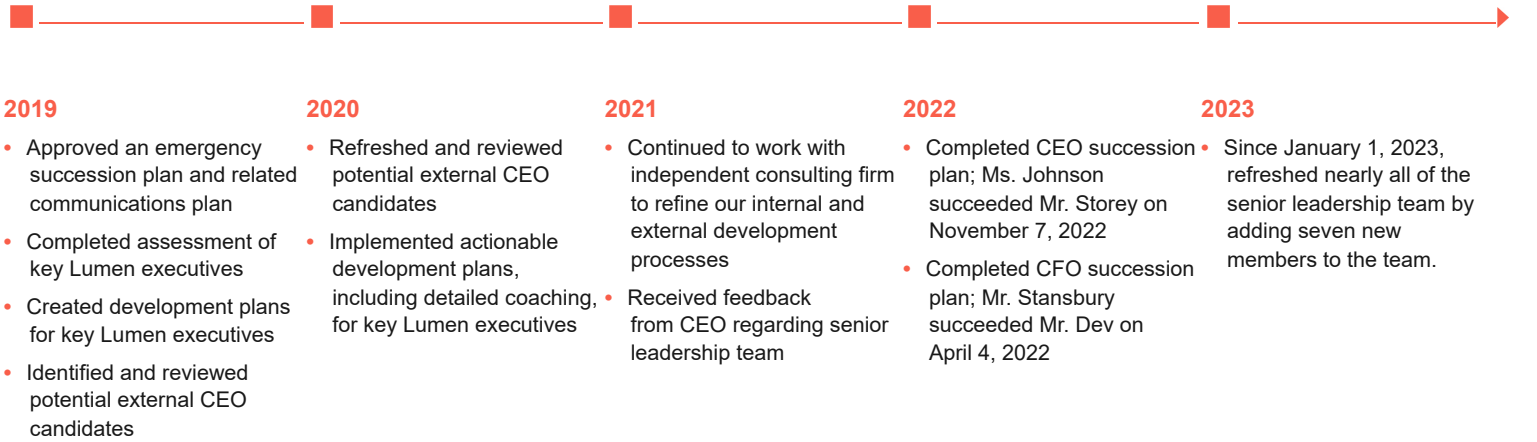 2019
• Approved an emergency
succession plan and related
communications plan
• Completed assessment of
key Lumen executives
• Created development plans
for key Lumen executives
• Identified and reviewed
potential external CEO
candidates
2020
• Refreshed and reviewed
potential external CEO
candidates
• Implemented actionable
development plans,
including detailed coaching,
for key Lumen executives
2021
• Continued to work with
independent consulting firm
to refine our internal and
external development
processes
• Received feedback
from CEO regarding senior
leadership team
2022
• Completed CEO succession
plan; Ms. Johnson
succeeded Mr. Storey on
November 7, 2022
• Completed CFO succession
plan; Mr. Stansbury
succeeded Mr. Dev on
April 4, 2022
2023
• Since January 1, 2023,
refreshed nearly all of the
senior leadership team by
adding seven new
members to the team.